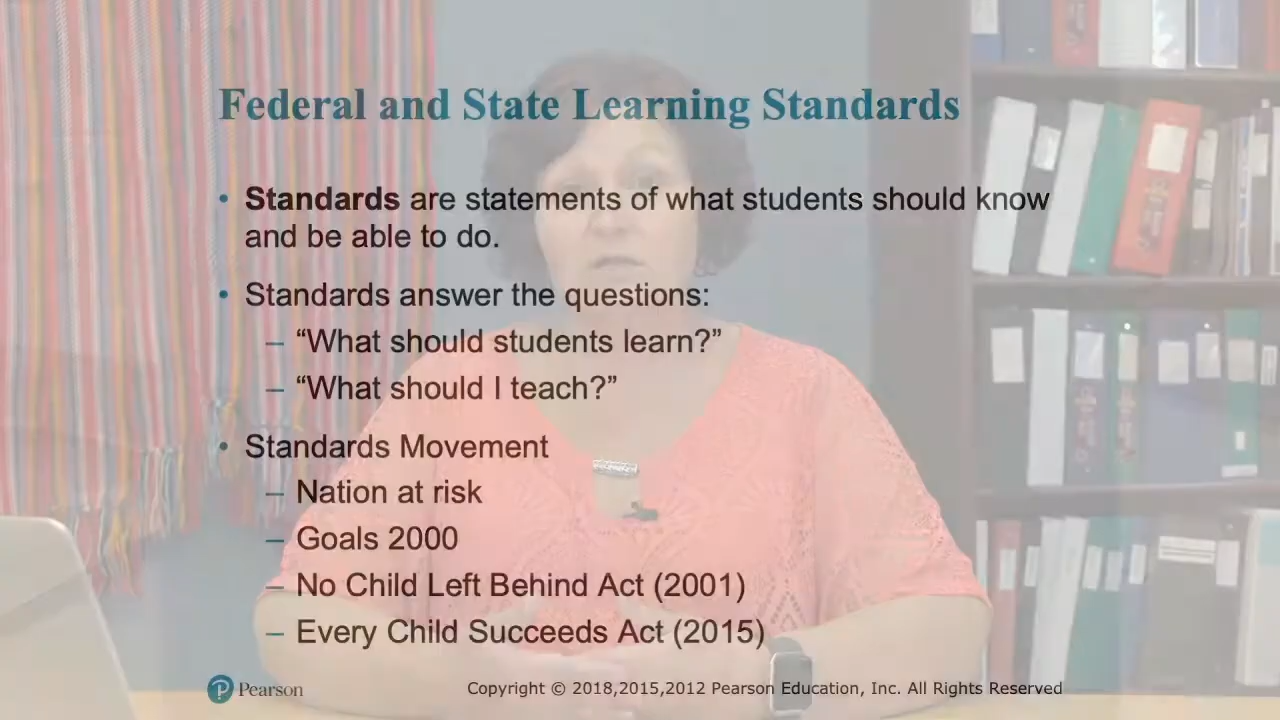 Federal and State Learning Standards
• Standards are statements of what students should know
and be able to do.
• Standards answer the questions:
– “What should students learn?”
– “What should I teach?”
• Standards Movement
– Nation at risk
– Goals 2000
– No Child Left Behind Act (2001)
– Every Child Succeeds Act (2015)
Pearson
Copyright © 2018,2015,2012 Pearson Education, Inc. All Rights Reserved